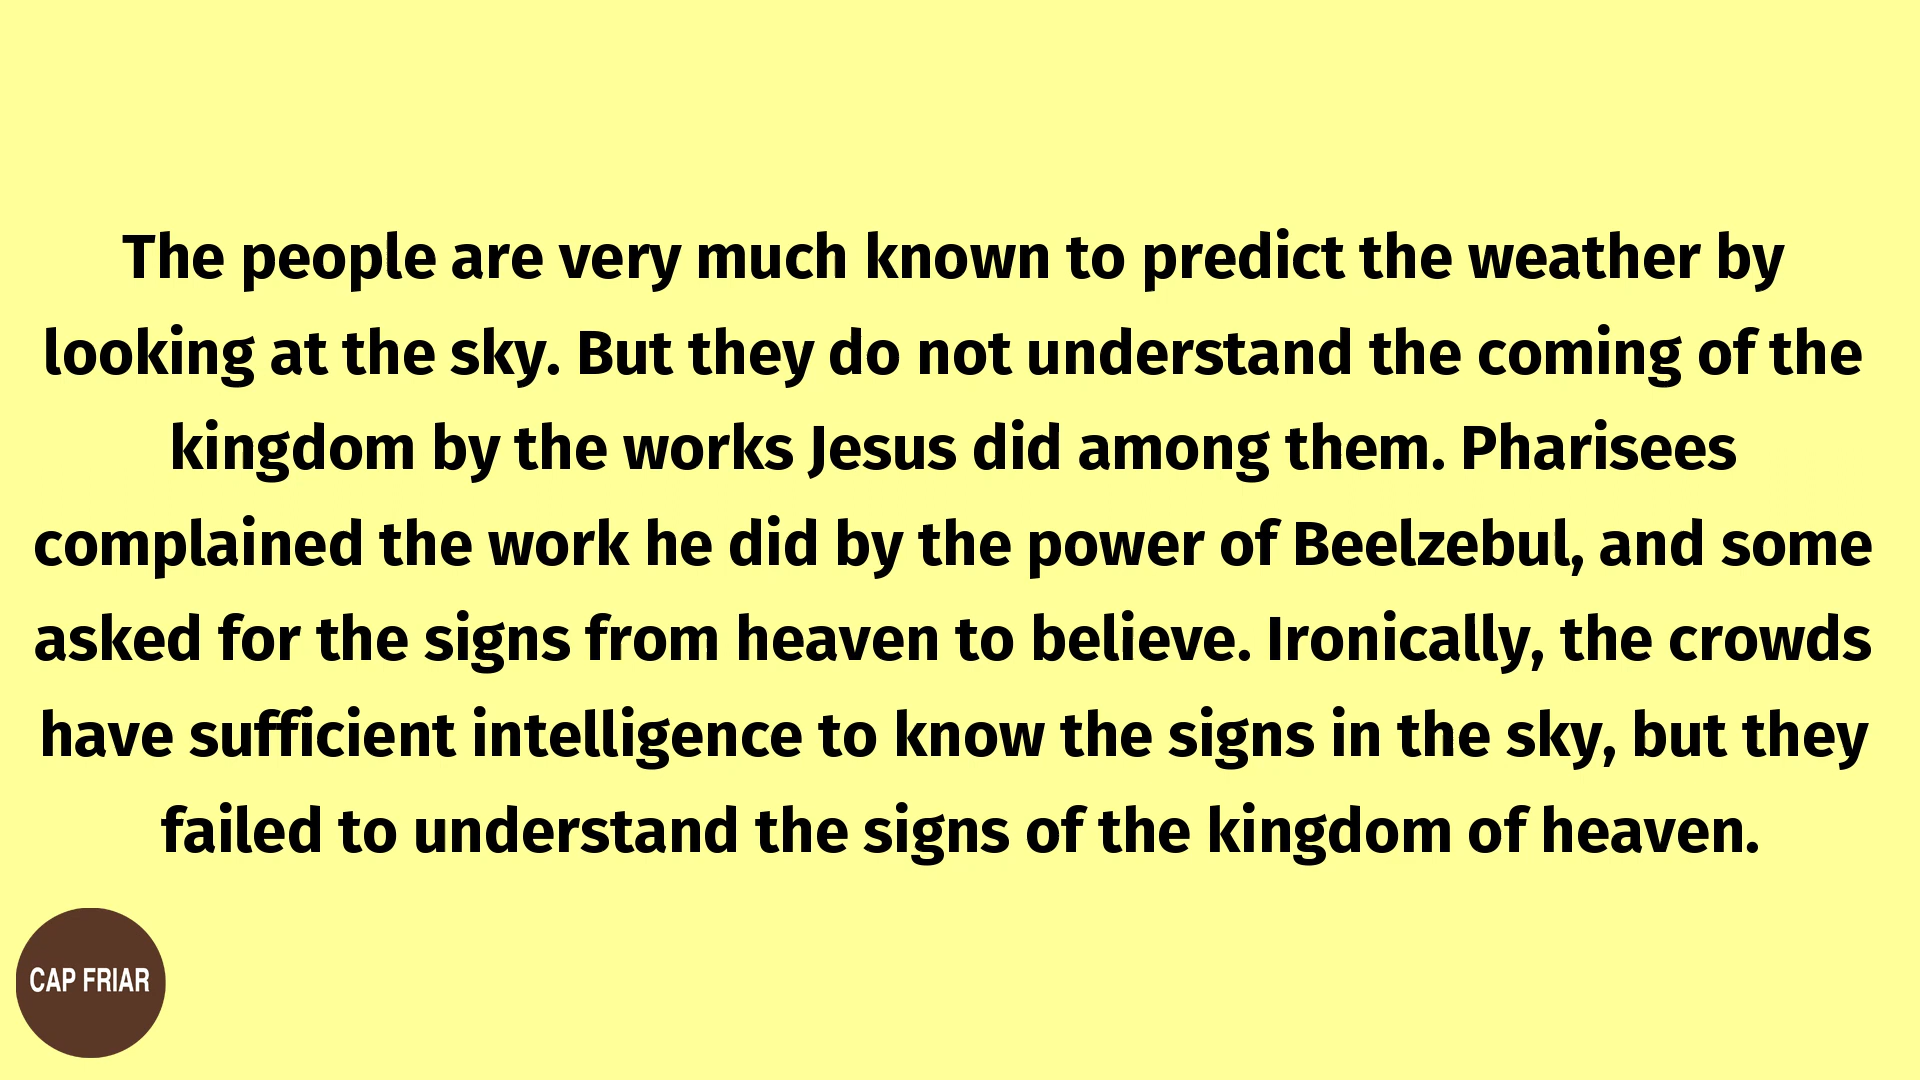 The people are very much known to predict the weather by
looking at the sky. But they do not understand the coming of the
kingdom by the works Jesus did among them. Pharisees
complained the work he did by the power of Beelzebul, and some
asked for the signs from heaven to believe. Ironically, the crowds
have sufficient intelligence to know the signs in the sky, but they
failed to understand the signs of the kingdom of heaven.
CAP FRIAR